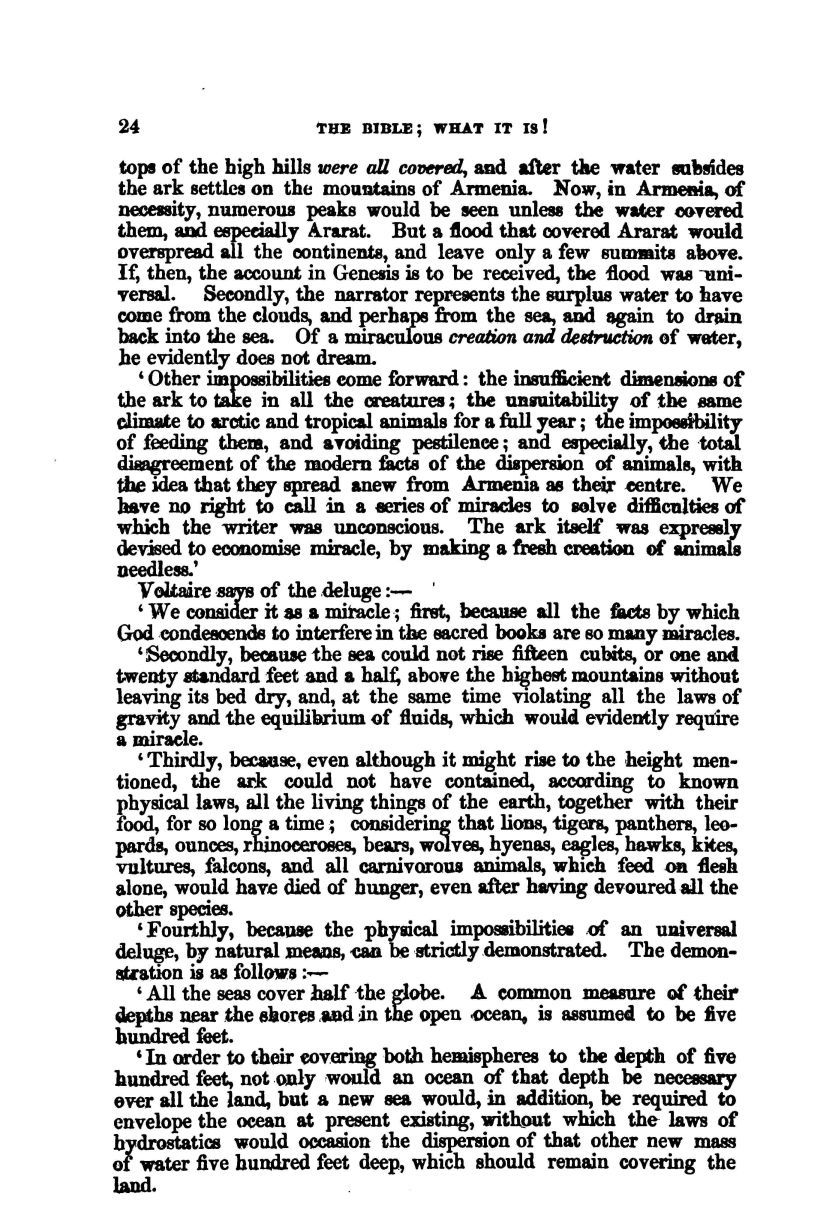 24 THE BIBLE; WHAT IT IS!
tops of the high hills were all covered, and after the water subsides
the ark settles on the mountains of Armenia. Now, in Armenia, of
necessity, numerous peaks would be seen unless the water covered
them, and especially Ararat. But a flood that covered Ararat would
overspread all the continents, and leave only a few summits above.
If, then, the account in Genesis is to be received, the flood was uni-
versal. Secondly, the narrator represents the surplus water to have
come from the clouds, and perhaps from the sea, and again to drain
back into the sea. Of a miraculous creation and destruction of water,
he evidently does not dream.
‘ Other impossibilities come forward : the insufficient dimensions of
the ark to take in all the creatures ; the unsuitability of the same
climate to arctic and tropical animals for a full year ; the impossibility
of feeding them, and avoiding pestilence ; and especially, the total
disagreement of the modern facts of the dispersion of animals, with
the idea that they spread anew from Armenia as their centre. We
have no right to call in a series of miracles to solve difficulties of
which the writer was unconscious. The ark itself was expressly
devised to economise miracle, by making a fresh creation of animals
needless.’
Voltaire says of the deluge :—
‘ We consider it as a miracle ; first, because all the facts by which
God condescends to interfere in the sacred books are so many miracles.
‘ Secondly, because the sea could not rise fifteen cubits, or one and
twenty standard feet and a half, above the highest mountains without
leaving its bed dry, and, at the same time violating all the laws of
gravity and the equilibrium of fluids, which would evidently require
a miracle.
‘ Thirdly, because, even although it might rise to the height men-
tioned, the ark could not have contained, according to known
physical laws, all the living things of the earth, together with their
food, for so long a time ; considering that lions, tigers, panthers, leo-
pards, ounces, rhinoceroses, bears, wolves, hyenas, eagles, hawks, kites,
vultures, falcons, and all carnivorous animals, which feed on flesh
alone, would have died of hunger, even after having devoured all the
other species.
‘ Fourthly, because the physical impossibilities of an universal
deluge, by natural means, can be strictly demonstrated. The demon-
stration is as follows :—
‘ All the seas cover half the globe. A common measure of their
depths near the shores and in the open ocean, is assumed to be five
hundred feet.
‘ In order to their covering both hemispheres to the depth of five
hundred feet, not only would an ocean of that depth be necessary
over all the land, but a new sea would, in addition, be required to
envelope the ocean at present existing, without which the laws of
hydrostatics would occasion the dispersion of that other new mass
of water five hundred feet deep, which should remain covering the
land.